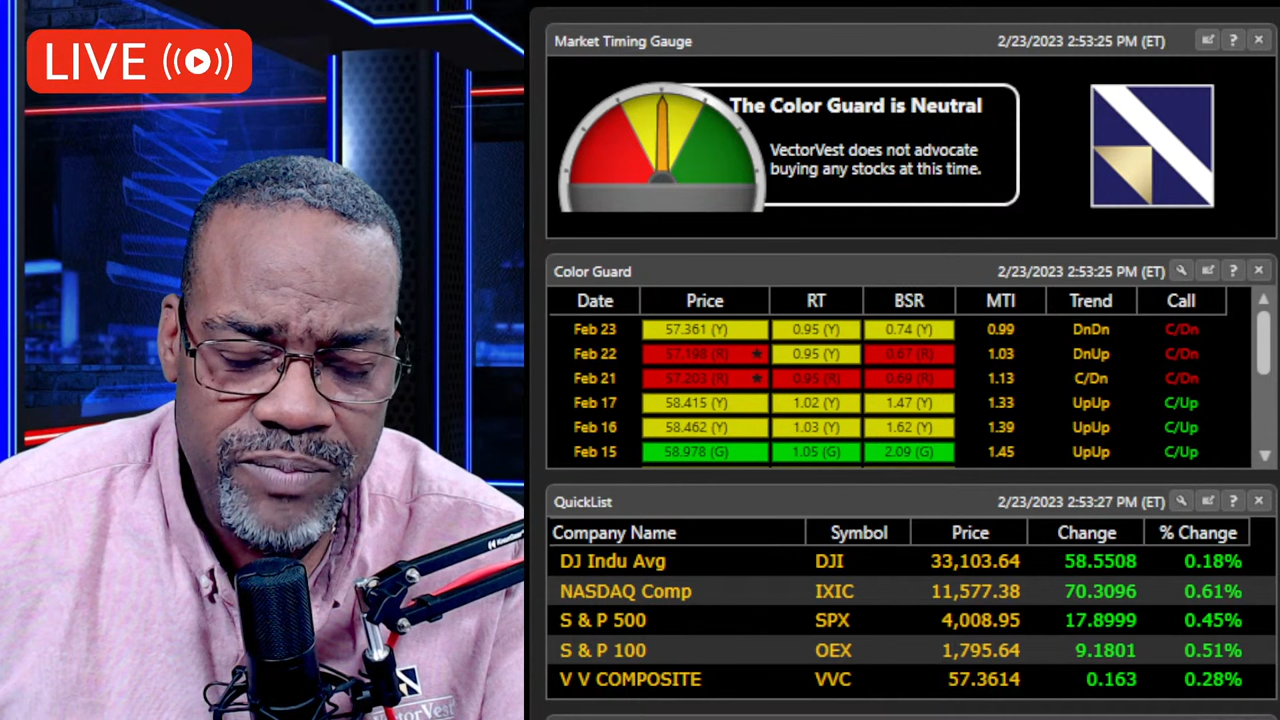 LIVE
Market Timing Gauge 2/23/2023 2:53:25 PM (ET) ? ×
The Color Guard is Neutral
VectorVest does not advocate
buying any stocks at this time.
Color Guard 2/23/2023 2:53:25 PM (ET) ? ×
Date Price RT BSR MTI Trend Call
Feb 23 57.361 (Y) 0.95 (Y) 0.74 (Y) 0.99 DnDn C/Dn
Feb 22 57.198 (R) ★ 0.95 (Y) 0.67 (R) 1.03 DnUp C/Dn
Feb 21 57.203 (R) ★ 0.95 (R) 0.69 (R) 1.13 C/Dn C/Dn
Feb 17 58.415 (Y) 1.02 (Y) 1.47 (Y) 1.33 UpUp C/Up
Feb 16 58.462 (Y) 1.03 (Y) 1.62 (Y) 1.39 UpUp C/Up
Feb 15 58.978 (G) 1.05 (G) 2.09 (G) 1.45 UpUp C/Up
QuickList 2/23/2023 2:53:27 PM (ET) ? ×
Company Name Symbol Price Change % Change
DJ Indu Avg DJI 33,103.64 58.5508 0.18%
NASDAQ Comp IXIC 11,577.38 70.3096 0.61%
S & P 500 SPX 4,008.95 17.8999 0.45%
S & P 100 OEX 1,795.64 9.1801 0.51%
V V COMPOSITE VVC 57.3614 0.163 0.28%
VectorVest